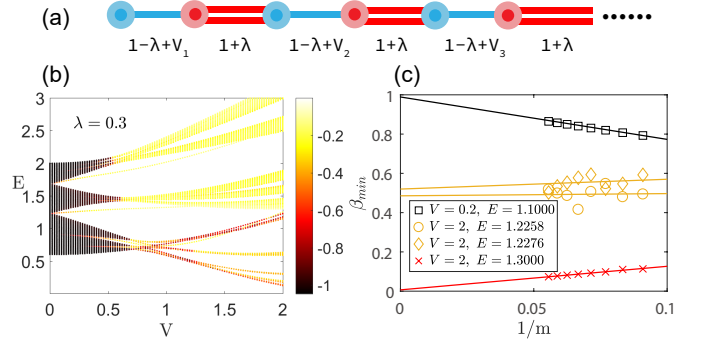 (a)
1−λ+V₁ 1+λ 1−λ+V₂ 1+λ 1−λ+V₃ 1+λ
(b)
λ = 0.3
3
2.5
2
E
1.5
1
0.5
0 0.5 1 1.5 2
V
-0.2
-0.4
-0.6
-0.8
-1
(c)
1
0.8
0.6
0.4
0.2
0
βmin
V = 0.2, E = 1.1000
V = 2, E = 1.2258
V = 2, E = 1.2276
V = 2, E = 1.3000
0 0.05 0.1
1/m